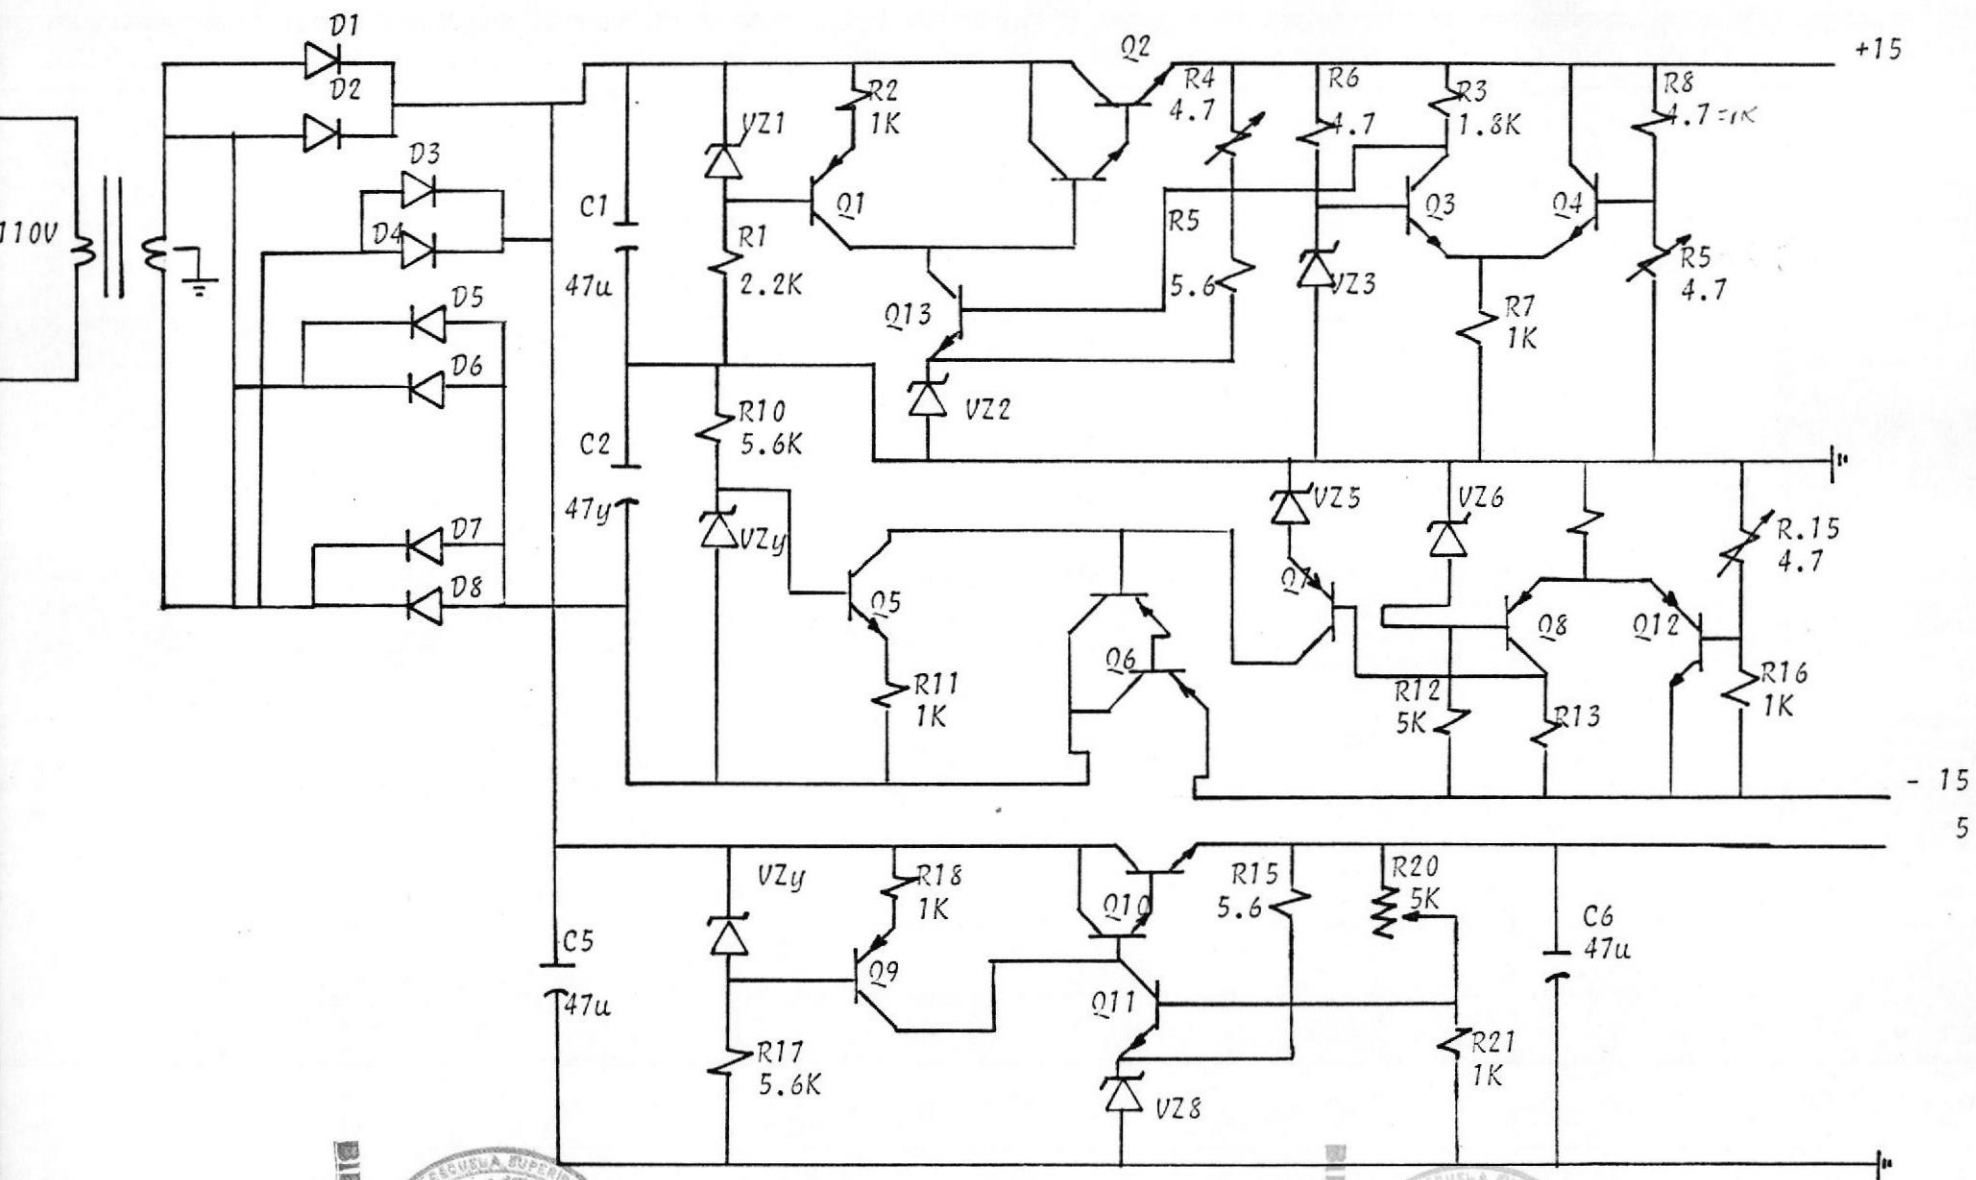 D1
Q2
+15
D2
R4
4.7
R6
4.7
R3
1.8K
R8
4.7=1K
R2
1K
VZ1
D3
110V
D4
C1
47u
Q1
R5
5.6
Q3
Q4
R1
2.2K
R5
4.7
VZ3
D5
Q13
R7
1K
D6
VZ2
R10
5.6K
C2
47y
VZ5
VZ6
R.15
4.7
VZy
D7
D8
Q5
Q7
Q8
Q12
Q6
R11
1K
R12
5K
R13
R16
1K
- 15
5
VZy
R18
1K
Q10
R15
5.6
R20
5K
C6
47u
C5
47u
Q9
Q11
R17
5.6K
R21
1K
VZ8
ESCUELA SUPERI